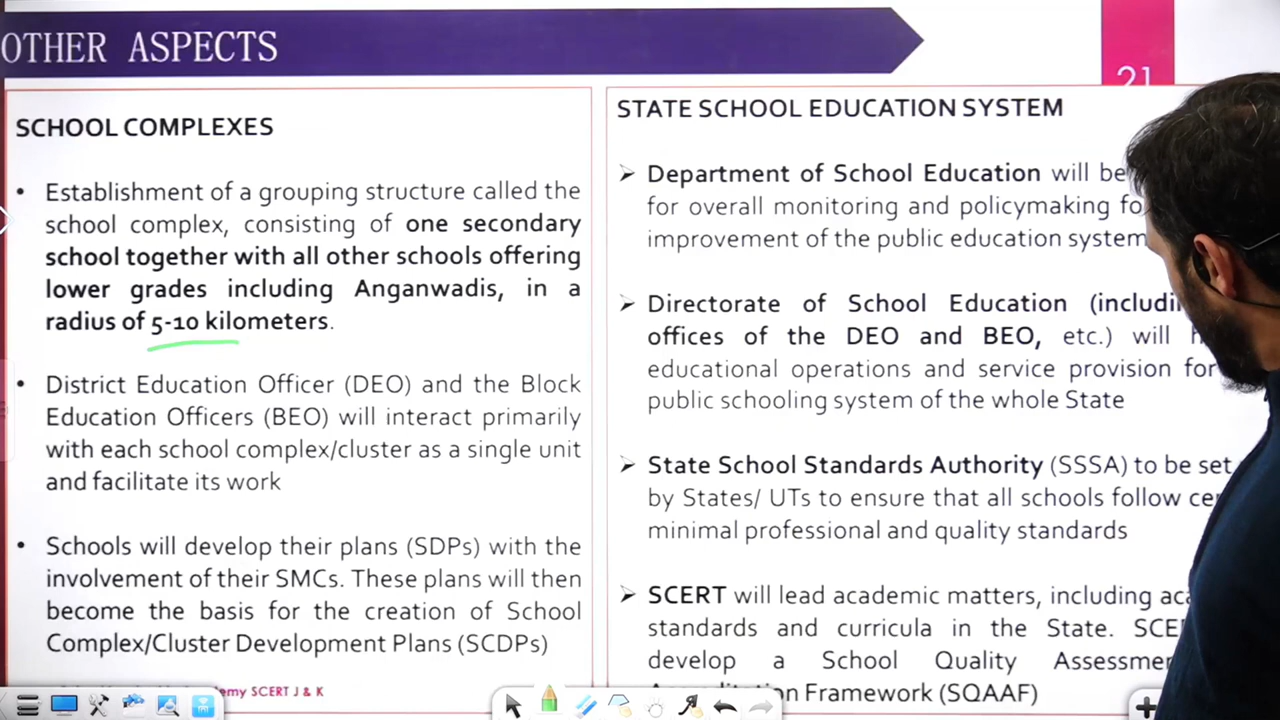 OTHER ASPECTS
21
SCHOOL COMPLEXES
• Establishment of a grouping structure called the
school complex, consisting of one secondary
school together with all other schools offering
lower grades including Anganwadis, in a
radius of 5-10 kilometers.
• District Education Officer (DEO) and the Block
Education Officers (BEO) will interact primarily
with each school complex/cluster as a single unit
and facilitate its work
• Schools will develop their plans (SDPs) with the
involvement of their SMCs. These plans will then
become the basis for the creation of School
Complex/Cluster Development Plans (SCDPs)
STATE SCHOOL EDUCATION SYSTEM
➢ Department of School Education will be
for overall monitoring and policymaking
improvement of the public education system
➢ Directorate of School Education
offices of the DEO and BEO, etc.) will
educational operations and service provision for
public schooling system of the whole State
➢ State School Standards Authority (SSSA) to be set
by States/ UTs to ensure that all schools follow
minimal professional and quality standards
➢ SCERT will lead academic matters, including
standards and curricula in the State.
develop a School Quality
Framework (SQAAF)
SCERT J & K